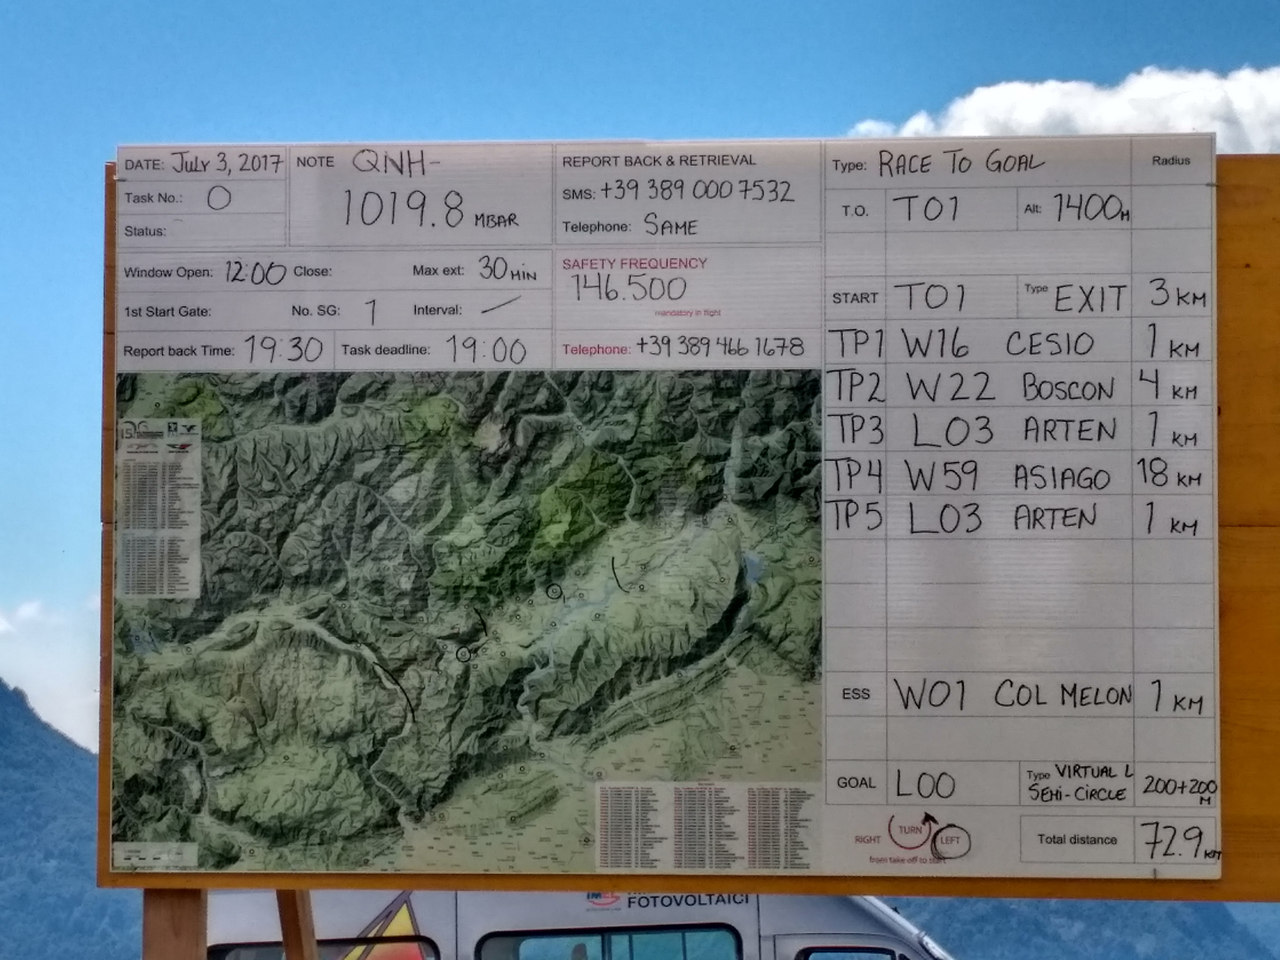 DATE: July 3, 2017
Task No.: 0
Status:
NOTE QNH-
1019.8 MBAR
REPORT BACK & RETRIEVAL
SMS: +39 389 000 7532
Telephone: SAME
Window Open: 12:00 Close: Max ext: 30 MIN
1st Start Gate: No. SG: 1 Interval: —
Report back Time: 19:30 Task deadline: 19:00
SAFETY FREQUENCY
146.500
mandatory in flight
Telephone: +39 389 466 1678
Type: RACE TO GOAL Radius
T.O. T01 Alt: 1400M
START T01 Type EXIT 3 KM
TP1 W16 CESIO 1 KM
TP2 W22 BOSCON 4 KM
TP3 L03 ARTEN 1 KM
TP4 W59 ASIAGO 18 KM
TP5 L03 ARTEN 1 KM
ESS W01 COL MELON 1 KM
GOAL L00 Type VIRTUAL L
SEMI-CIRCLE 200+200 M
RIGHT TURN LEFT
from take off to start
Total distance 72.9 KM
FOTOVOLTAICI